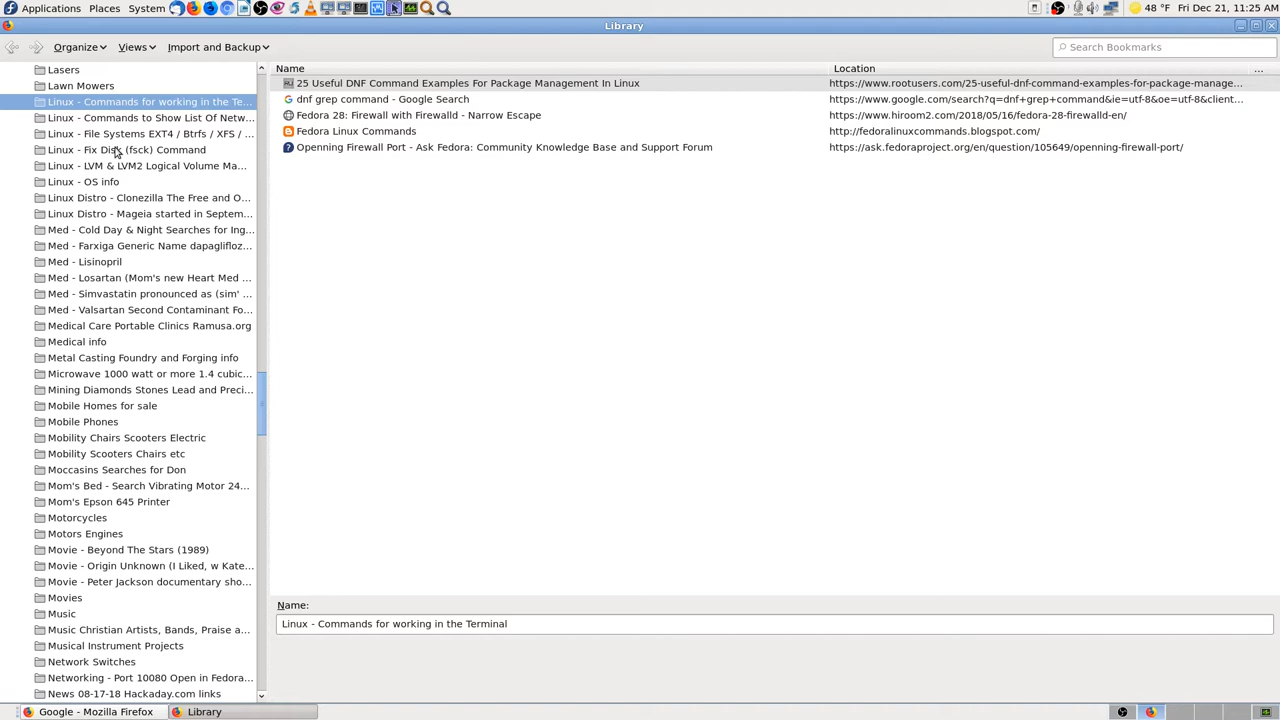 Applications Places System 48 °F Fri Dec 21, 11:25 AM
Library
Organize Views Import and Backup Search Bookmarks
Lasers
Lawn Mowers
Linux - Commands for working in the Te...
Linux - Commands to Show List Of Netw...
Linux - File Systems EXT4 / Btrfs / XFS / ...
Linux - Fix Disk (fsck) Command
Linux - LVM & LVM2 Logical Volume Ma...
Linux - OS info
Linux Distro - Clonezilla The Free and O...
Linux Distro - Mageia started in Septem...
Med - Cold Day & Night Searches for Ing...
Med - Farxiga Generic Name dapaglifloz...
Med - Lisinopril
Med - Losartan (Mom's new Heart Med ...
Med - Simvastatin pronounced as (sim' ...
Med - Valsartan Second Contaminant Fo...
Medical Care Portable Clinics Ramusa.org
Medical info
Metal Casting Foundry and Forging info
Microwave 1000 watt or more 1.4 cubic...
Mining Diamonds Stones Lead and Preci...
Mobile Homes for sale
Mobile Phones
Mobility Chairs Scooters Electric
Mobility Scooters Chairs etc
Moccasins Searches for Don
Mom's Bed - Search Vibrating Motor 24...
Mom's Epson 645 Printer
Motorcycles
Motors Engines
Movie - Beyond The Stars (1989)
Movie - Origin Unknown (I Liked, w Kate...
Movie - Peter Jackson documentary sho...
Movies
Music
Music Christian Artists, Bands, Praise a...
Musical Instrument Projects
Network Switches
Networking - Port 10080 Open in Fedora...
News 08-17-18 Hackaday.com links
Name Location ...
25 Useful DNF Command Examples For Package Management In Linux https://www.rootusers.com/25-useful-dnf-command-examples-for-package-manage...
dnf grep command - Google Search https://www.google.com/search?q=dnf+grep+command&ie=utf-8&oe=utf-8&client...
Fedora 28: Firewall with Firewalld - Narrow Escape https://www.hiroom2.com/2018/05/16/fedora-28-firewalld-en/
Fedora Linux Commands http://fedoralinuxcommands.blogspot.com/
Openning Firewall Port - Ask Fedora: Community Knowledge Base and Support Forum https://ask.fedoraproject.org/en/question/105649/openning-firewall-port/
Name:
Linux - Commands for working in the Terminal
Google - Mozilla Firefox Library